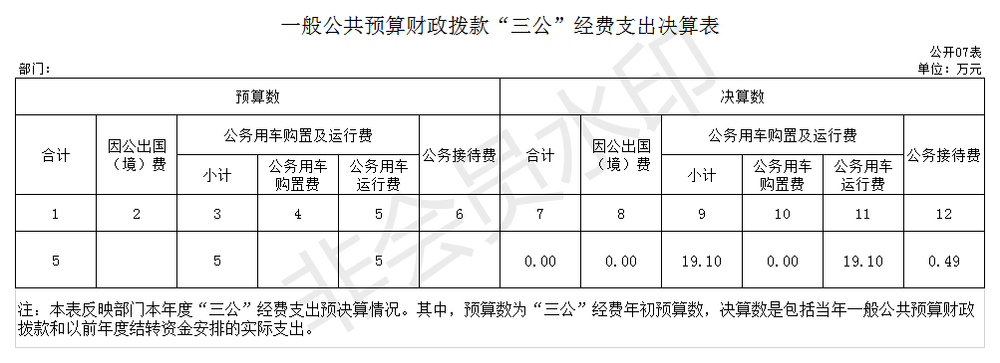 一般公共预算财政拨款“三公”经费支出决算表
公开07表
部门：
单位：万元
预算数 决算数
合计 因公出国（境）费 公务用车购置及运行费 公务接待费 合计 因公出国（境）费 公务用车购置及运行费 公务接待费
小计 公务用车购置费 公务用车运行费 小计 公务用车购置费 公务用车运行费
1 2 3 4 5 6 7 8 9 10 11 12
5 5 5 0.00 0.00 19.10 0.00 19.10 0.49
注：本表反映部门本年度“三公”经费支出预决算情况。其中，预算数为“三公”经费年初预算数，决算数是包括当年一般公共预算财政
拨款和以前年度结转资金安排的实际支出。
非会员水印